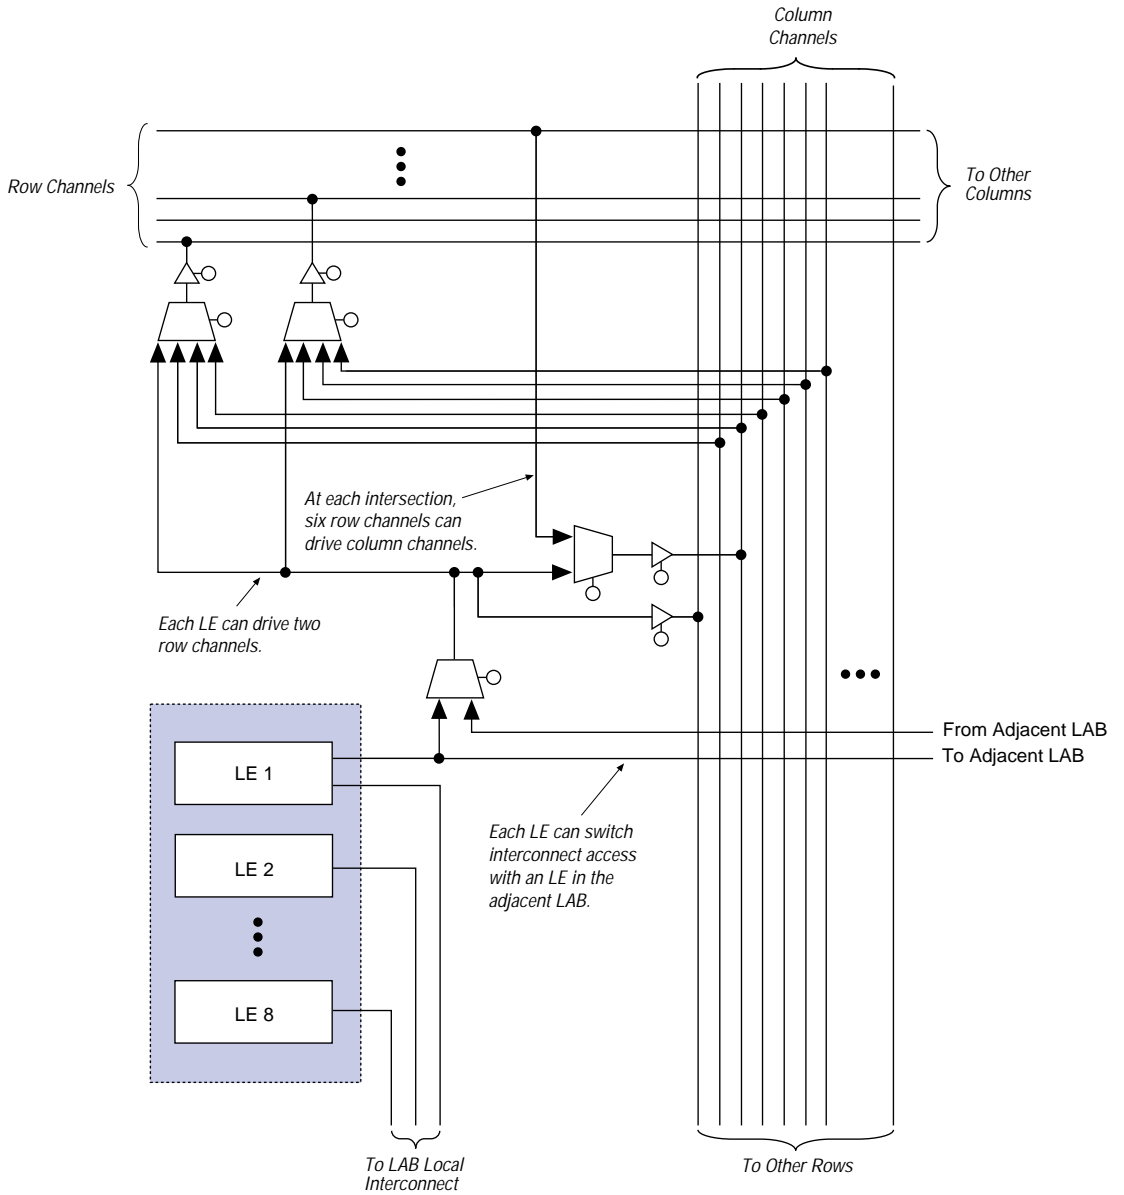 Column
Channels
Row Channels
To Other
Columns
At each intersection,
six row channels can
drive column channels.
Each LE can drive two
row channels.
From Adjacent LAB
To Adjacent LAB
LE 1
Each LE can switch
interconnect access
with an LE in the
adjacent LAB.
LE 2
LE 8
To LAB Local
Interconnect
To Other Rows